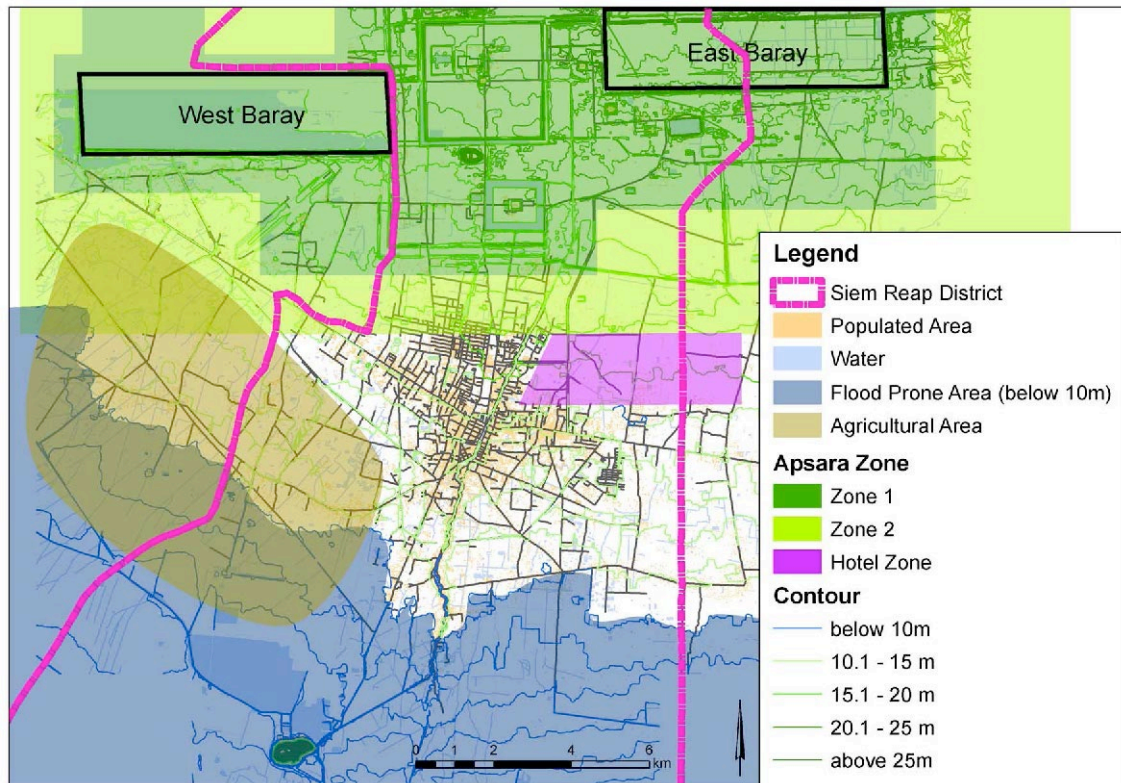 East Baray
West Baray
Legend
Siem Reap District
Populated Area
Water
Flood Prone Area (below 10m)
Agricultural Area
Apsara Zone
Zone 1
Zone 2
Hotel Zone
Contour
below 10m
10.1 - 15 m
15.1 - 20 m
20.1 - 25 m
above 25m
0 2 4 6
km